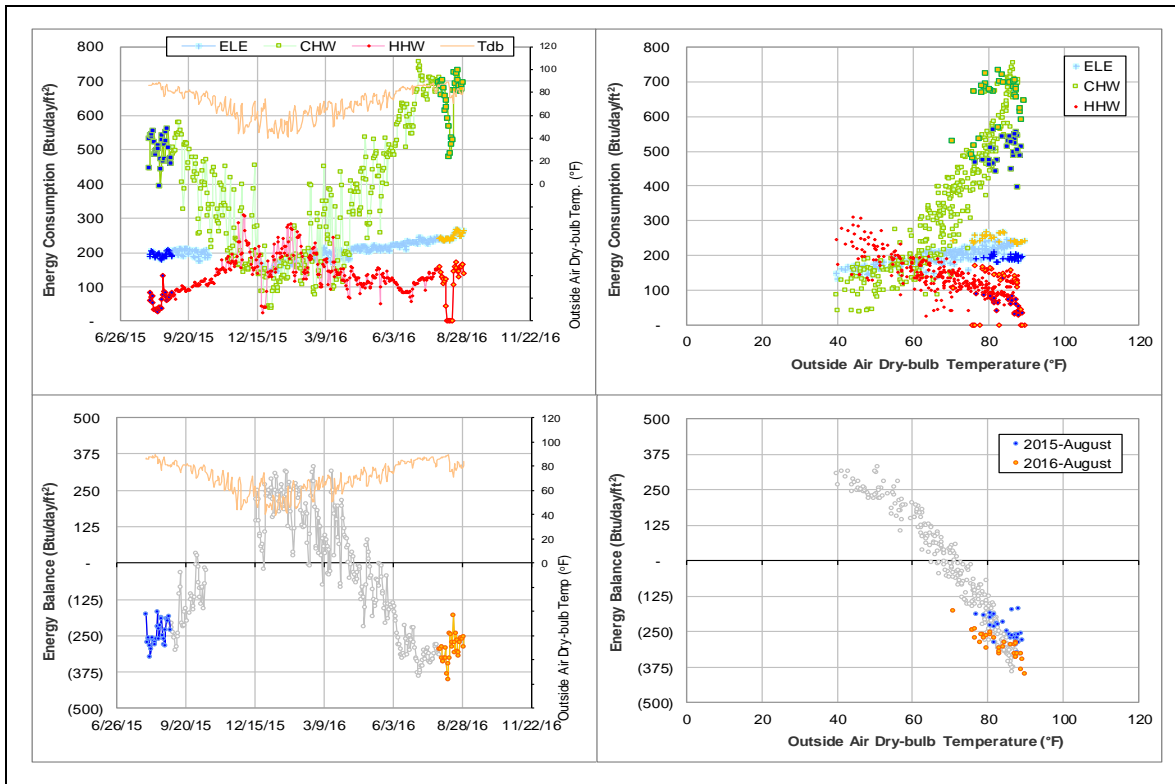 ELE CHW HHW Tdb
Energy Consumption (Btu/day/ft²)
800
700
600
500
400
300
200
100
-
120
100
80
60
40
20
0
Outside Air Dry-bulb Temp. (°F)
6/26/15 9/20/15 12/15/15 3/9/16 6/3/16 8/28/16 11/22/16
Energy Consumption (Btu/day/ft²)
800
700
600
500
400
300
200
100
-
ELE
CHW
HHW
0 20 40 60 80 100 120
Outside Air Dry-bulb Temperature (°F)
Energy Balance (Btu/day/ft²)
500
375
250
125
-
(125)
(250)
(375)
(500)
120
100
80
60
40
20
0
Outside Air Dry-bulb Temp (°F)
6/26/15 9/20/15 12/15/15 3/9/16 6/3/16 8/28/16 11/22/16
Energy Balance (Btu/day/ft²)
500
375
250
125
-
(125)
(250)
(375)
(500)
2015-August
2016-August
0 20 40 60 80 100 120
Outside Air Dry-bulb Temperature (°F)